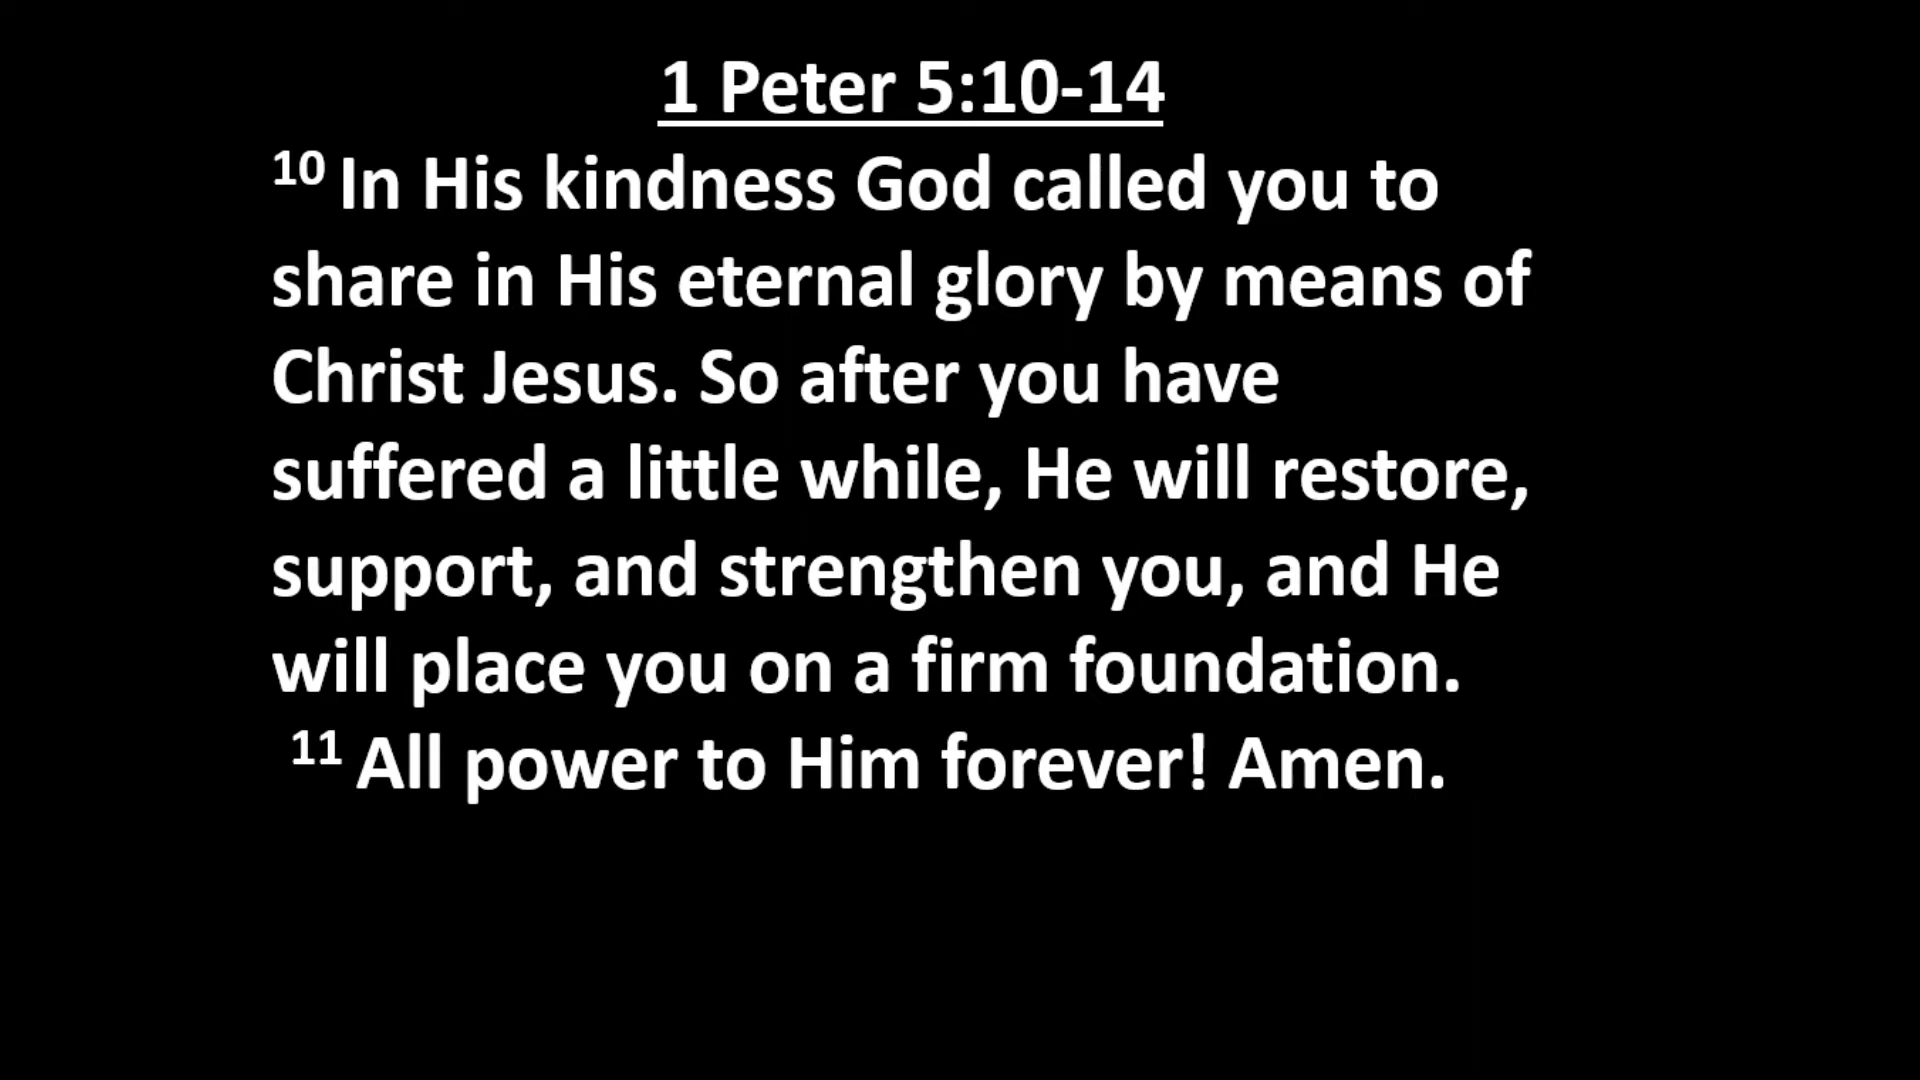 1 Peter 5:10-14
10 In His kindness God called you to
share in His eternal glory by means of
Christ Jesus. So after you have
suffered a little while, He will restore,
support, and strengthen you, and He
will place you on a firm foundation.
11 All power to Him forever! Amen.